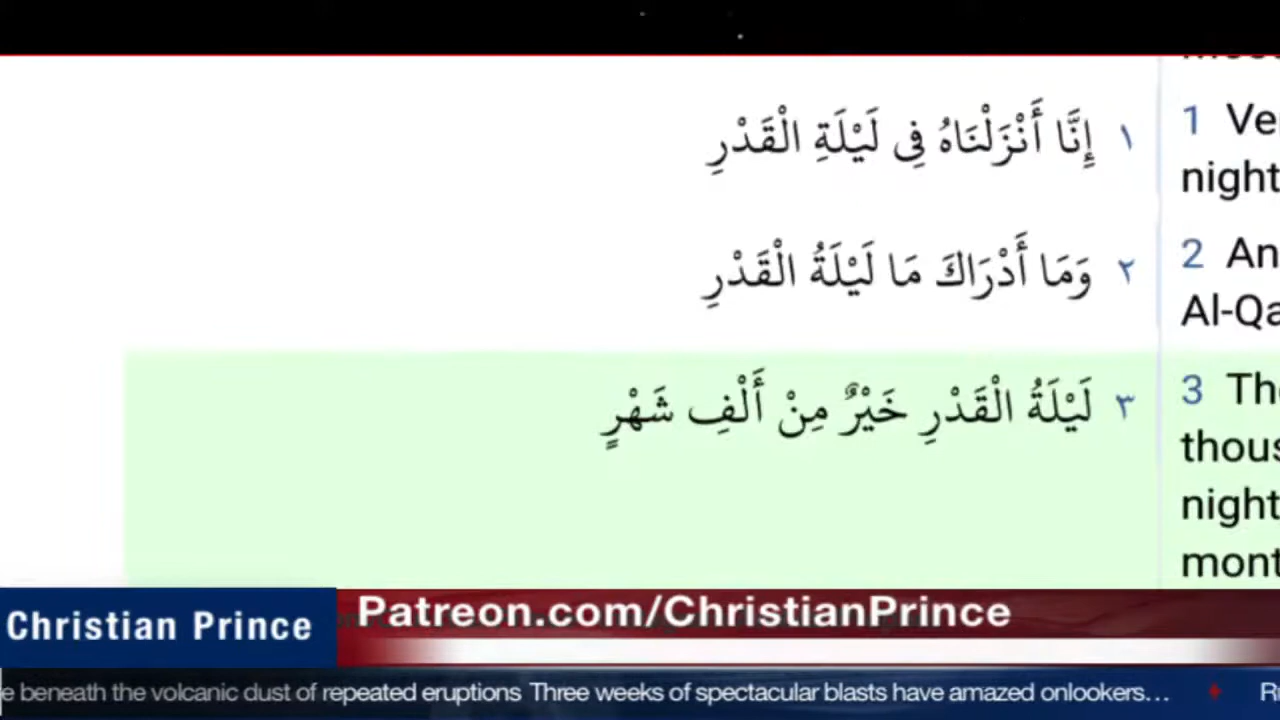 ١ إِنَّا أَنْزَلْنَاهُ فِى لَيْلَةِ الْقَدْرِ
1 Ve
night
٢ وَمَا أَدْرَاكَ مَا لَيْلَةُ الْقَدْرِ
2 An
Al-Qa
٣ لَيْلَةُ الْقَدْرِ خَيْرٌ مِنْ أَلْفِ شَهْرٍ
3 Th
thous
night
mont
Christian Prince
Patreon.com/ChristianPrince
e beneath the volcanic dust of repeated eruptions Three weeks of spectacular blasts have amazed onlookers...